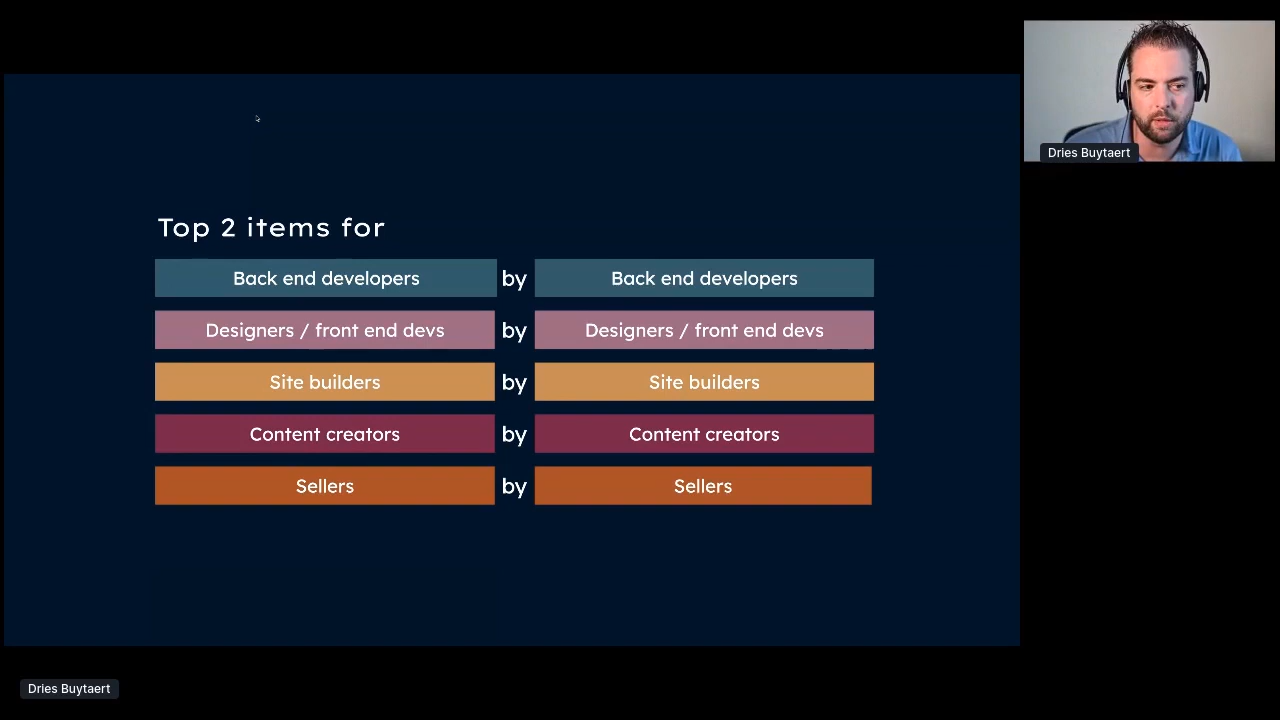 Dries Buytaert
Top 2 items for
Back end developers by Back end developers
Designers / front end devs by Designers / front end devs
Site builders by Site builders
Content creators by Content creators
Sellers by Sellers
Dries Buytaert